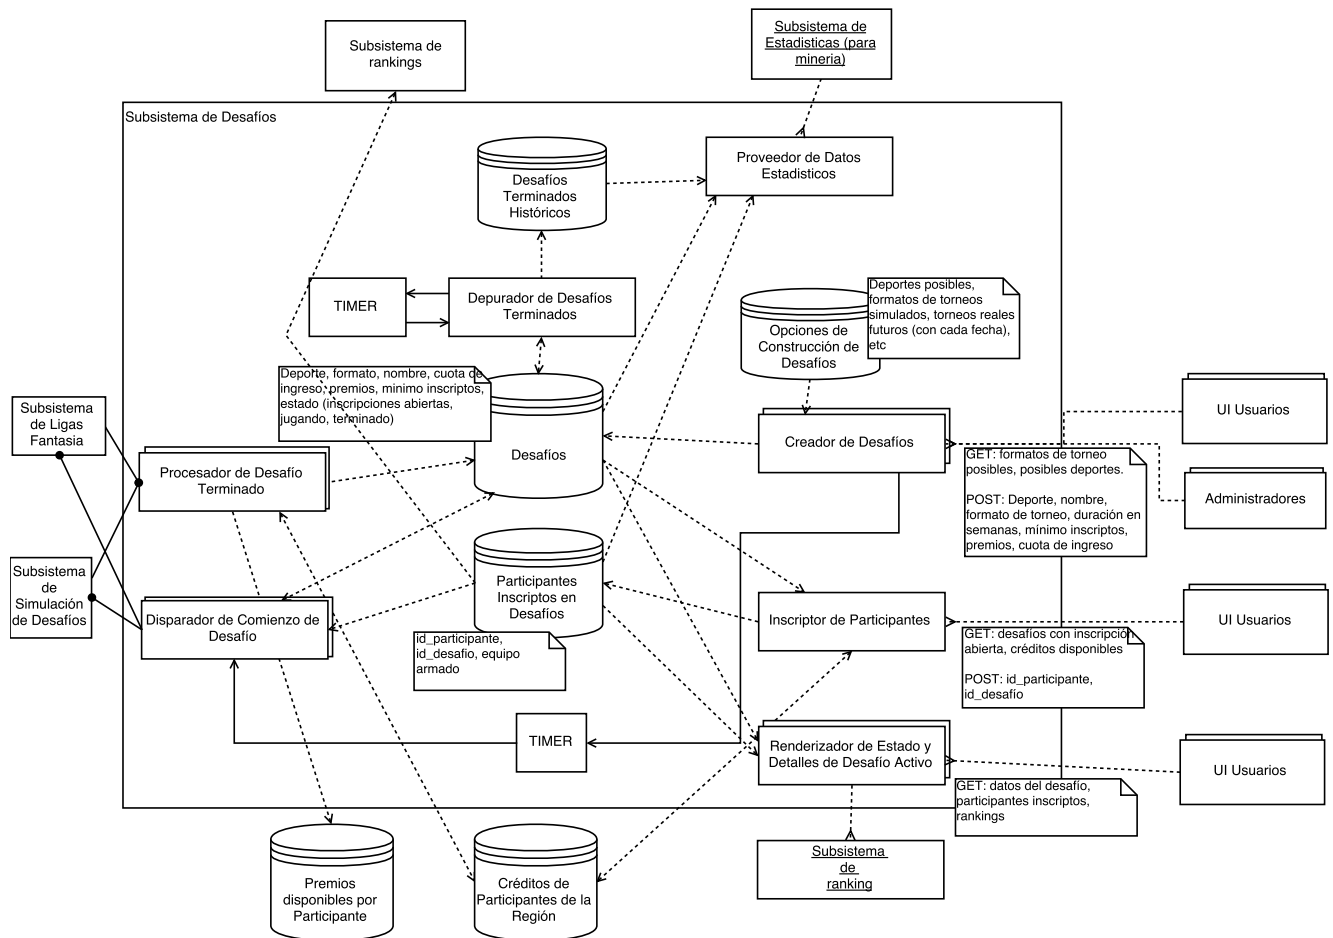 Subsistema de
rankings
Subsistema de
Estadisticas (para
mineria)
Subsistema de Desafíos
Proveedor de Datos
Estadisticos
Desafíos
Terminados
Históricos
TIMER
Depurador de Desafíos
Terminados
Opciones de
Construcción de
Desafíos
Deportes posibles,
formatos de torneos
simulados, torneos reales
futuros (con cada fecha),
etc
Deporte, formato, nombre, cuota de
ingreso, premios, minimo inscriptos,
estado (inscripciones abiertas,
jugando, terminado)
Desafíos
Subsistema
de Ligas
Fantasia
Procesador de Desafío
Terminado
Creador de Desafíos
UI Usuarios
GET: formatos de torneo
posibles, posibles deportes.
POST: Deporte, nombre,
formato de torneo, duración en
semanas, mínimo inscriptos,
premios, cuota de ingreso
Administradores
Subsistema
de
Simulación
de Desafíos
Disparador de Comienzo de
Desafío
Participantes
Inscriptos en
Desafíos
id_participante,
id_desafio, equipo
armado
Inscriptor de Participantes
UI Usuarios
GET: desafíos con inscripción
abierta, créditos disponibles
POST: id_participante,
id_desafío
TIMER
Renderizador de Estado y
Detalles de Desafío Activo
UI Usuarios
GET: datos del desafío,
participantes inscriptos,
rankings
Premios
disponibles por
Participante
Créditos de
Participantes de la
Región
Subsistema
de
ranking